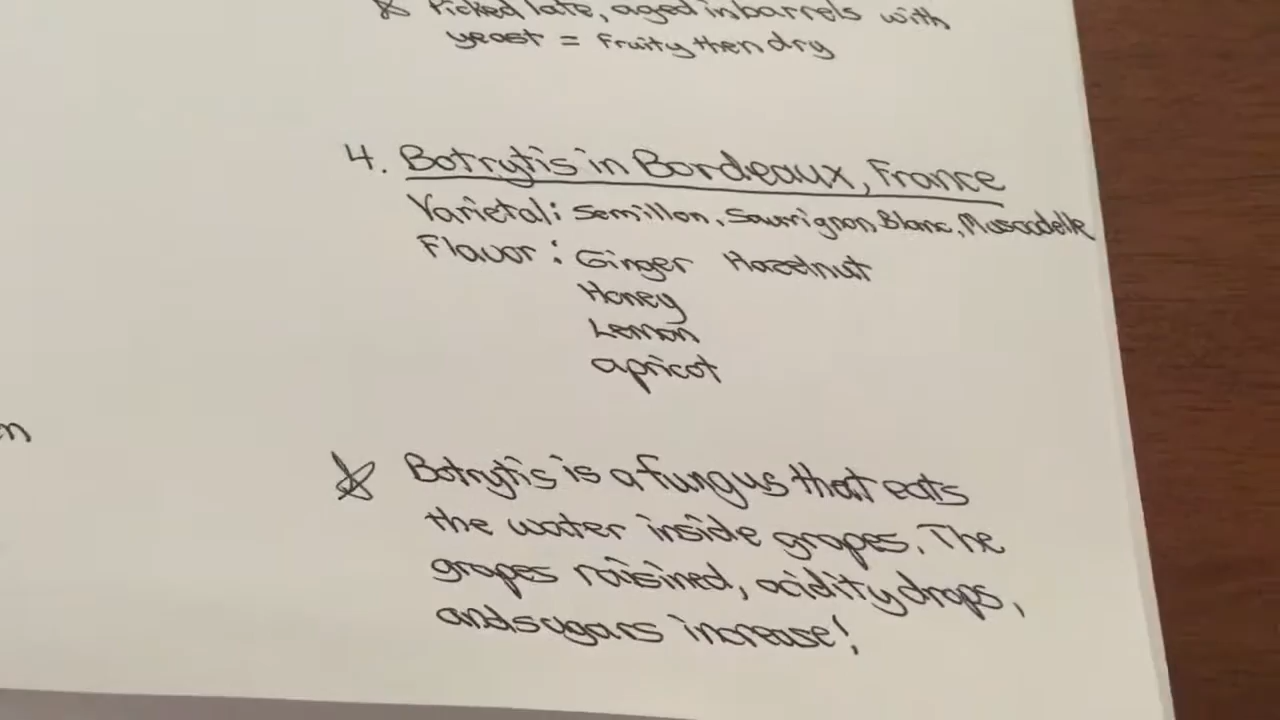 Picked late, aged in barrels with
yeast = fruity then dry
4. Botrytis in Bordeaux, France
Varietal: Semillon, Sauvignon Blanc, Muscadelle
Flavor: Ginger Hazelnut
Honey
Lemon
apricot
Botrytis is a fungus that eats
the water inside grapes. The
grapes raisined, acidity drops,
and sugars increase!